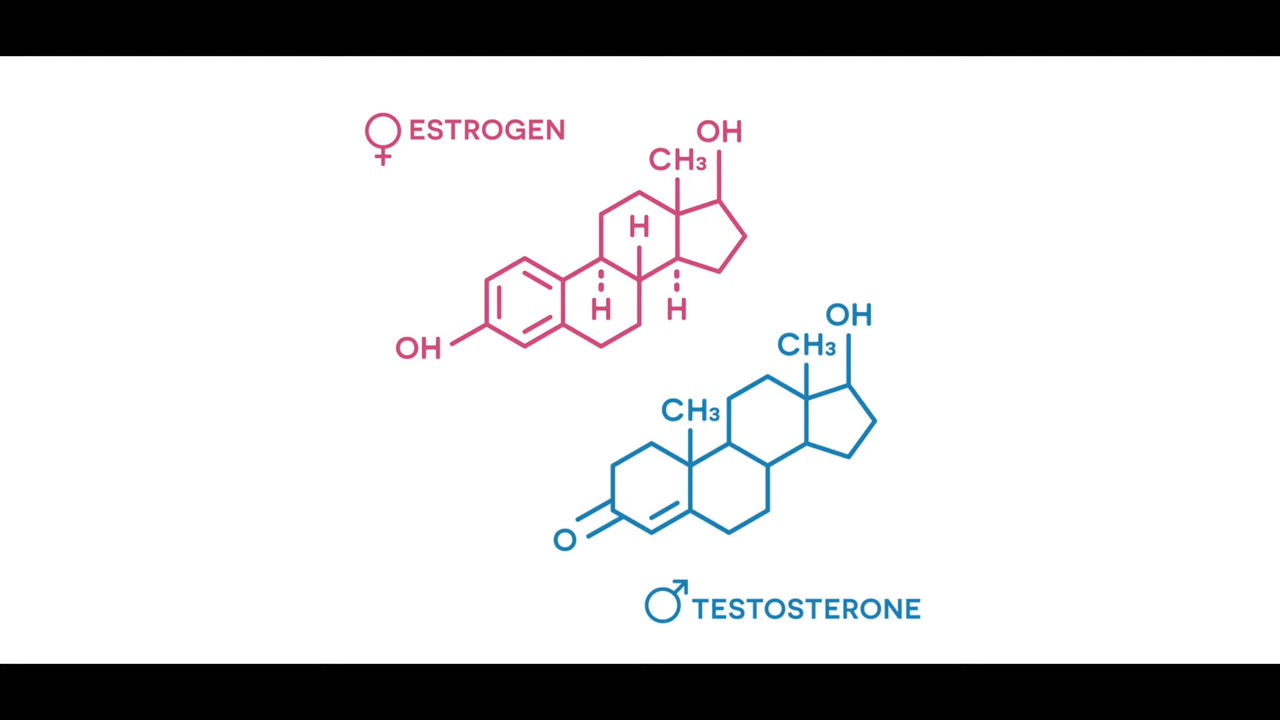 ESTROGEN
OH
CH₃
H
H
H
OH
OH
CH₃
CH₃
O
TESTOSTERONE